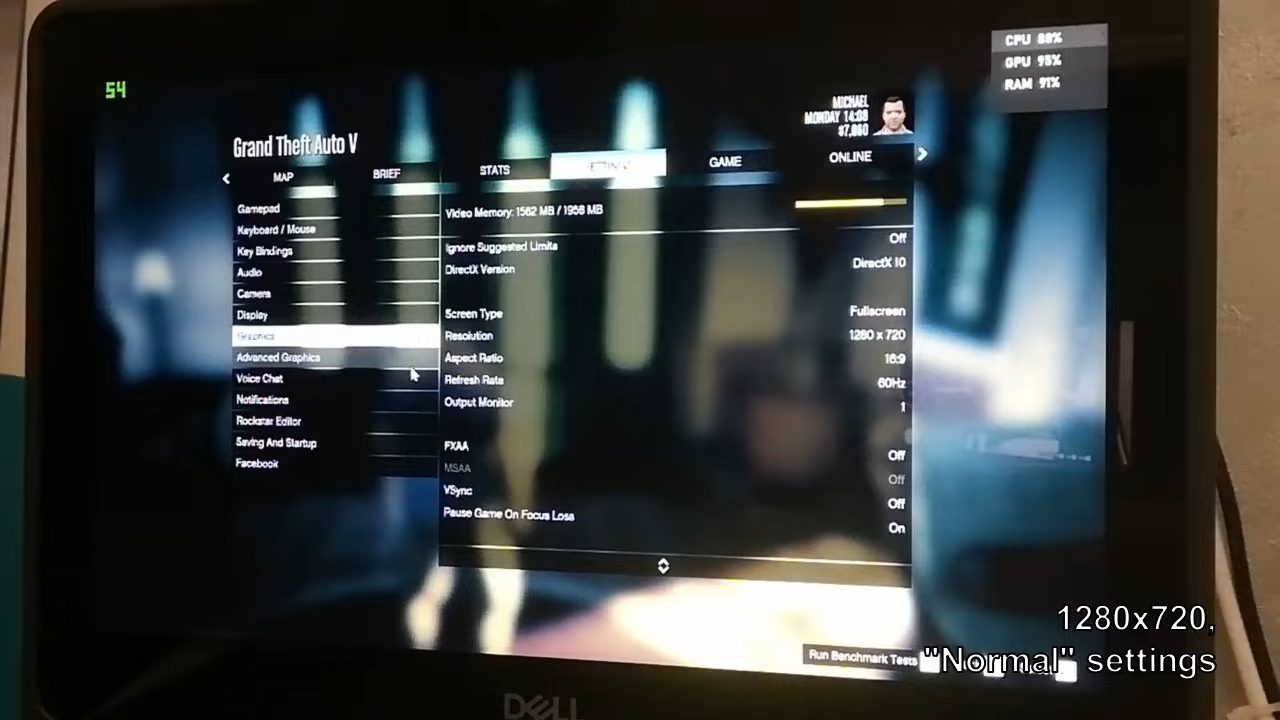 CPU 88%
GPU 95%
RAM 91%
54
MICHAEL
MONDAY 14:08
$7,860
Grand Theft Auto V
MAP BRIEF STATS SETTINGS GAME ONLINE
Gamepad
Keyboard / Mouse
Key Bindings
Audio
Camera
Display
Graphics
Advanced Graphics
Voice Chat
Notifications
Rockstar Editor
Saving And Startup
Facebook
Video Memory: 1562 MB / 1958 MB
Ignore Suggested Limits Off
DirectX Version DirectX 10
Screen Type Fullscreen
Resolution 1280 x 720
Aspect Ratio 16:9
Refresh Rate 60Hz
Output Monitor 1
FXAA Off
MSAA Off
VSync Off
Pause Game On Focus Loss On
Run Benchmark Tests
1280x720,
"Normal" settings
DELL